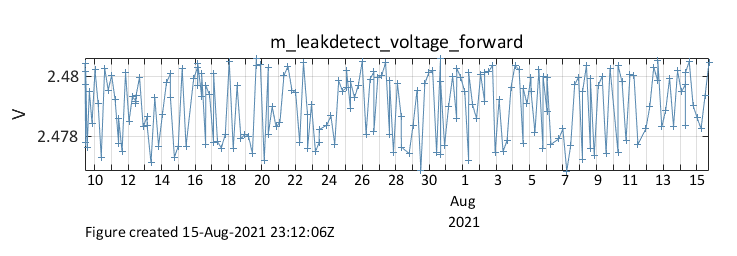 m_leakdetect_voltage_forward
2.48
V
2.478
10 12 14 16 18 20 22 24 26 28 30 1 3 5 7 9 11 13 15
Aug
2021
Figure created 15-Aug-2021 23:12:06Z